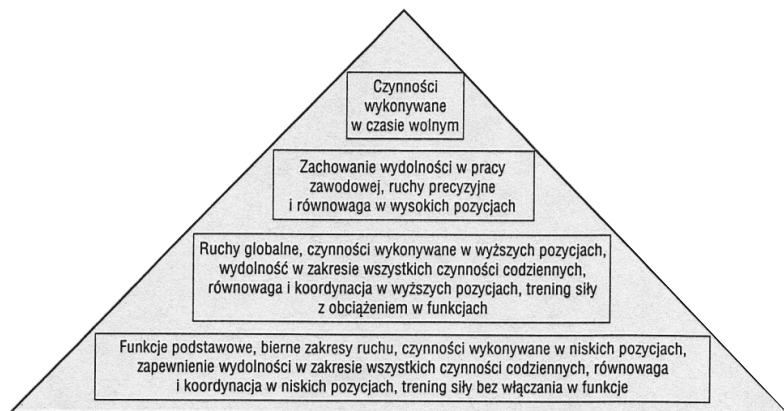 Czynności
wykonywane
w czasie wolnym
Zachowanie wydolności w pracy
zawodowej, ruchy precyzyjne
i równowaga w wysokich pozycjach
Ruchy globalne, czynności wykonywane w wyższych pozycjach,
wydolność w zakresie wszystkich czynności codziennych,
równowaga i koordynacja w wyższych pozycjach, trening siły
z obciążeniem w funkcjach
Funkcje podstawowe, bierne zakresy ruchu, czynności wykonywane w niskich pozycjach,
zapewnienie wydolności w zakresie wszystkich czynności codziennych, równowaga
i koordynacja w niskich pozycjach, trening siły bez włączania w funkcje